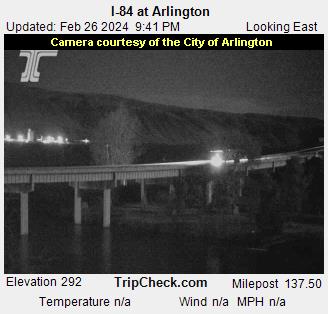 I-84 at Arlington
Updated: Feb 26 2024 9:41 PM Looking East
Camera courtesy of the City of Arlington
Elevation 292 TripCheck.com Milepost 137.50
Temperature n/a Wind n/a MPH n/a